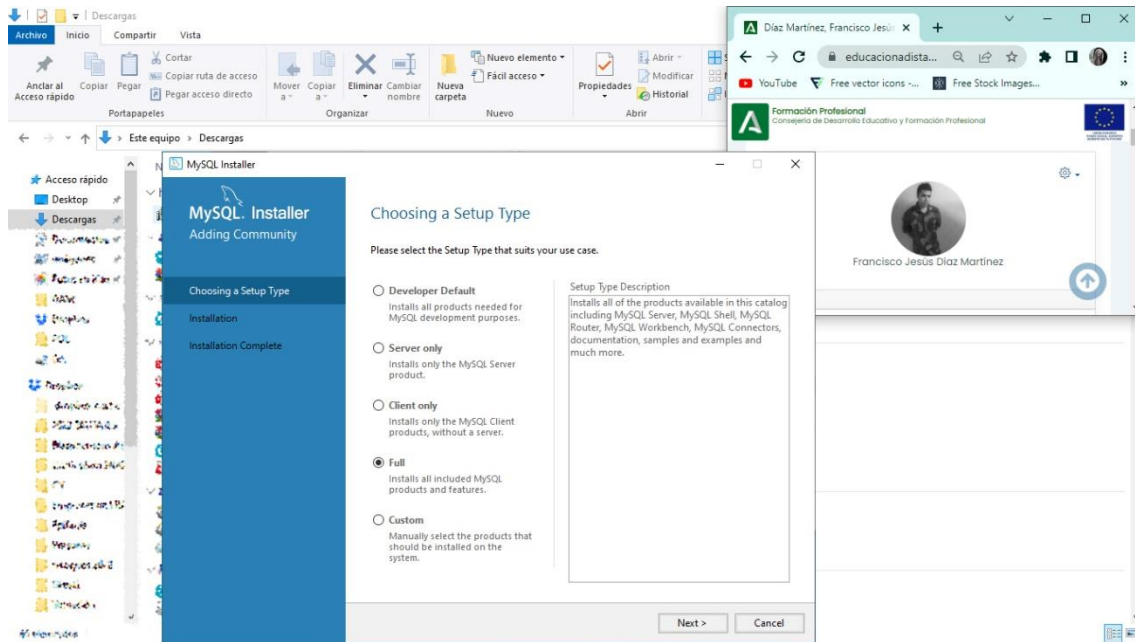 Descargas
Archivo Inicio Compartir Vista
Anclar al Acceso rápido
Copiar
Pegar
Cortar
Copiar ruta de acceso
Pegar acceso directo
Portapapeles
Mover a
Copiar a
Eliminar
Cambiar nombre
Organizar
Nueva carpeta
Nuevo elemento
Fácil acceso
Nuevo
Propiedades
Abrir
Modificar
Historial
Abrir
Este equipo > Descargas
Acceso rápido
Desktop
Descargas
Díaz Martínez, Francisco Jesús
educacionadista...
YouTube Free vector icons -... Free Stock Images... »
Formación Profesional
Consejería de Desarrollo Educativo y Formación Profesional
Francisco Jesús Díaz Martínez
MySQL Installer
MySQL. Installer
Adding Community
Choosing a Setup Type
Installation
Installation Complete
Choosing a Setup Type
Please select the Setup Type that suits your use case.
Developer Default
Installs all products needed for
MySQL development purposes.
Server only
Installs only the MySQL Server
product.
Client only
Installs only the MySQL Client
products, without a server.
Full
Installs all included MySQL
products and features.
Custom
Manually select the products that
should be installed on the
system.
Setup Type Description
Installs all of the products available in this catalog
including MySQL Server, MySQL Shell, MySQL
Router, MySQL Workbench, MySQL Connectors,
documentation, samples and examples and
much more.
Next > Cancel